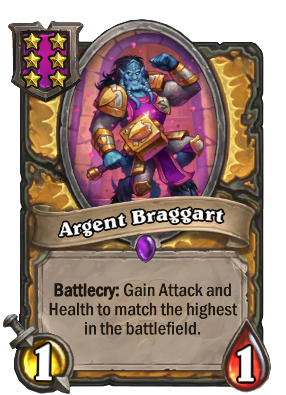 Argent Braggart
Battlecry: Gain Attack and
Health to match the highest
in the battlefield.
1 1